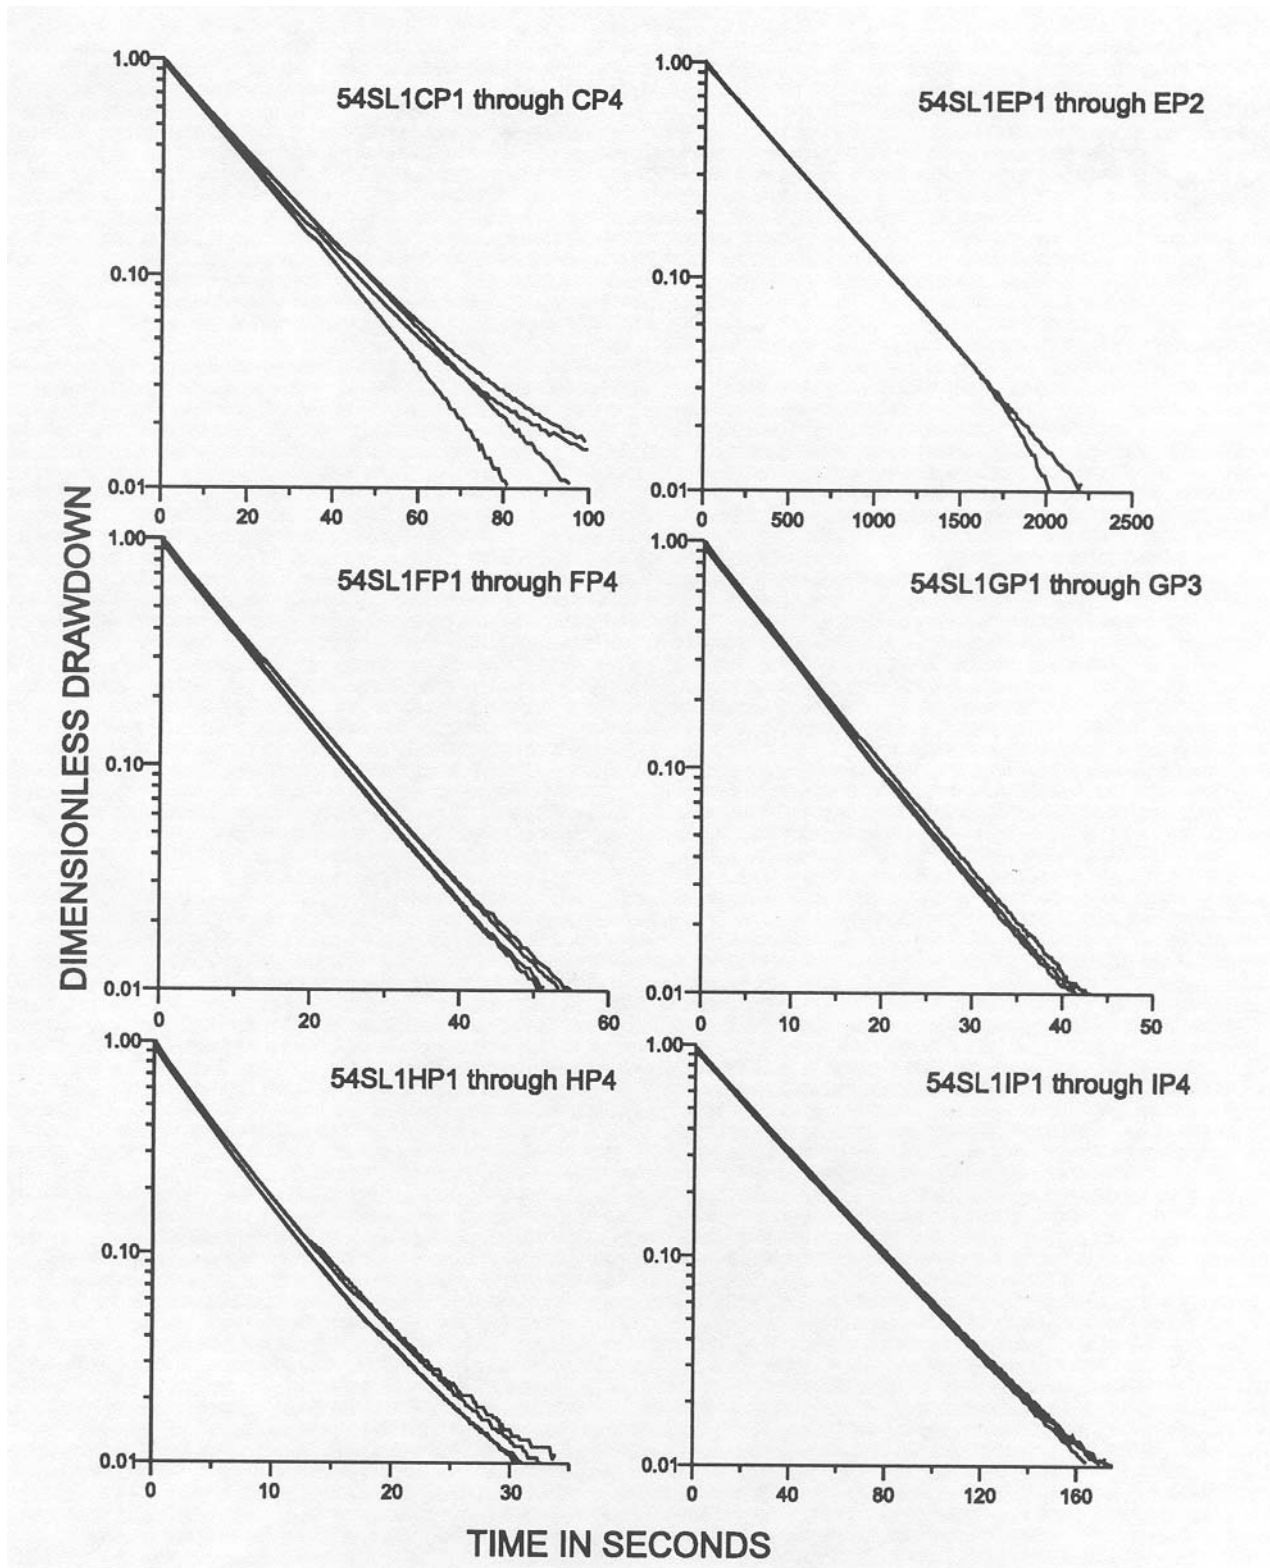 DIMENSIONLESS DRAWDOWN
54SL1CP1 through CP4
1.00
0.10
0.01
0 20 40 60 80 100
54SL1EP1 through EP2
1.00
0.10
0.01
0 500 1000 1500 2000 2500
54SL1FP1 through FP4
1.00
0.10
0.01
0 20 40 60
54SL1GP1 through GP3
1.00
0.10
0.01
0 10 20 30 40 50
54SL1HP1 through HP4
1.00
0.10
0.01
0 10 20 30
54SL1IP1 through IP4
1.00
0.10
0.01
0 40 80 120 160
TIME IN SECONDS